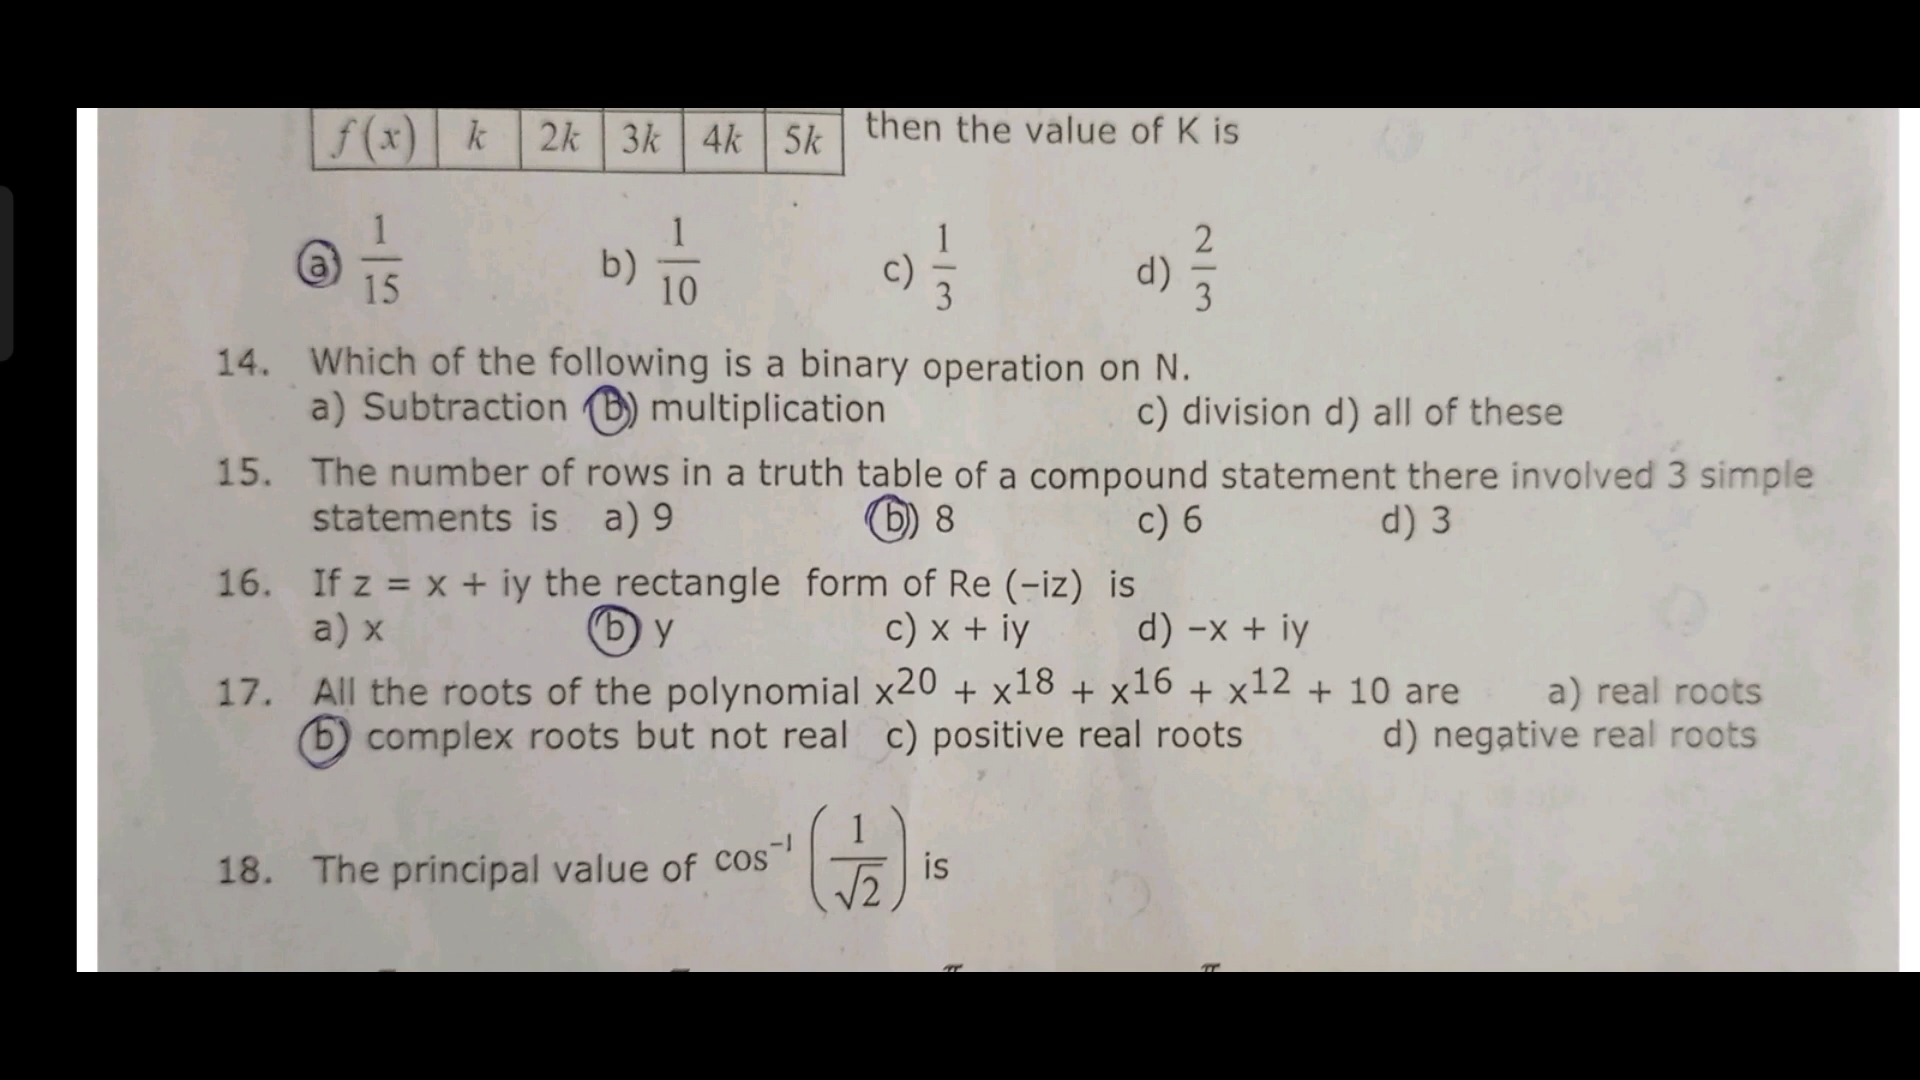 f(x) k 2k 3k 4k 5k then the value of K is
a) 1/15 b) 1/10 c) 1/3 d) 2/3
14. Which of the following is a binary operation on N.
a) Subtraction b) multiplication c) division d) all of these
15. The number of rows in a truth table of a compound statement there involved 3 simple
statements is a) 9 b) 8 c) 6 d) 3
16. If z = x + iy the rectangle form of Re (−iz) is
a) x b) y c) x + iy d) −x + iy
17. All the roots of the polynomial x²⁰ + x¹⁸ + x¹⁶ + x¹² + 10 are a) real roots
b) complex roots but not real c) positive real roots d) negative real roots
18. The principal value of cos⁻¹ (1/√2) is